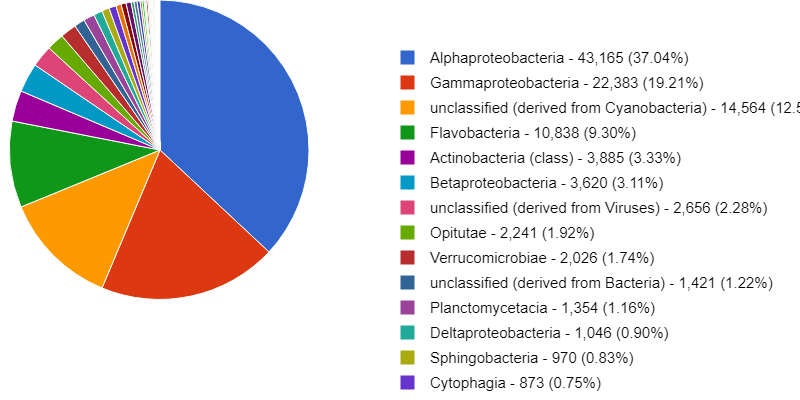 Alphaproteobacteria - 43,165 (37.04%)
Gammaproteobacteria - 22,383 (19.21%)
unclassified (derived from Cyanobacteria) - 14,564 (12.5
Flavobacteria - 10,838 (9.30%)
Actinobacteria (class) - 3,885 (3.33%)
Betaproteobacteria - 3,620 (3.11%)
unclassified (derived from Viruses) - 2,656 (2.28%)
Opitutae - 2,241 (1.92%)
Verrucomicrobiae - 2,026 (1.74%)
unclassified (derived from Bacteria) - 1,421 (1.22%)
Planctomycetacia - 1,354 (1.16%)
Deltaproteobacteria - 1,046 (0.90%)
Sphingobacteria - 970 (0.83%)
Cytophagia - 873 (0.75%)